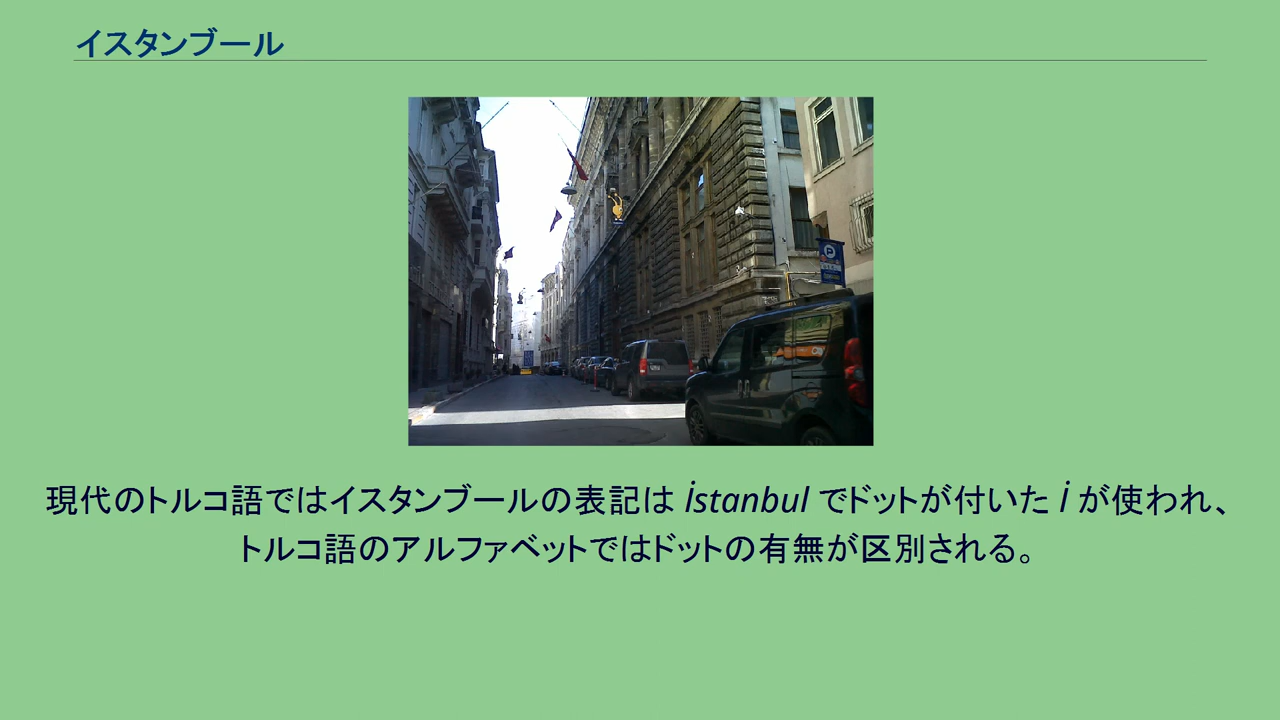 イスタンブール
P
現代のトルコ語ではイスタンブールの表記は İstanbul でドットが付いた İ が使われ、
トルコ語のアルファベットではドットの有無が区別される。